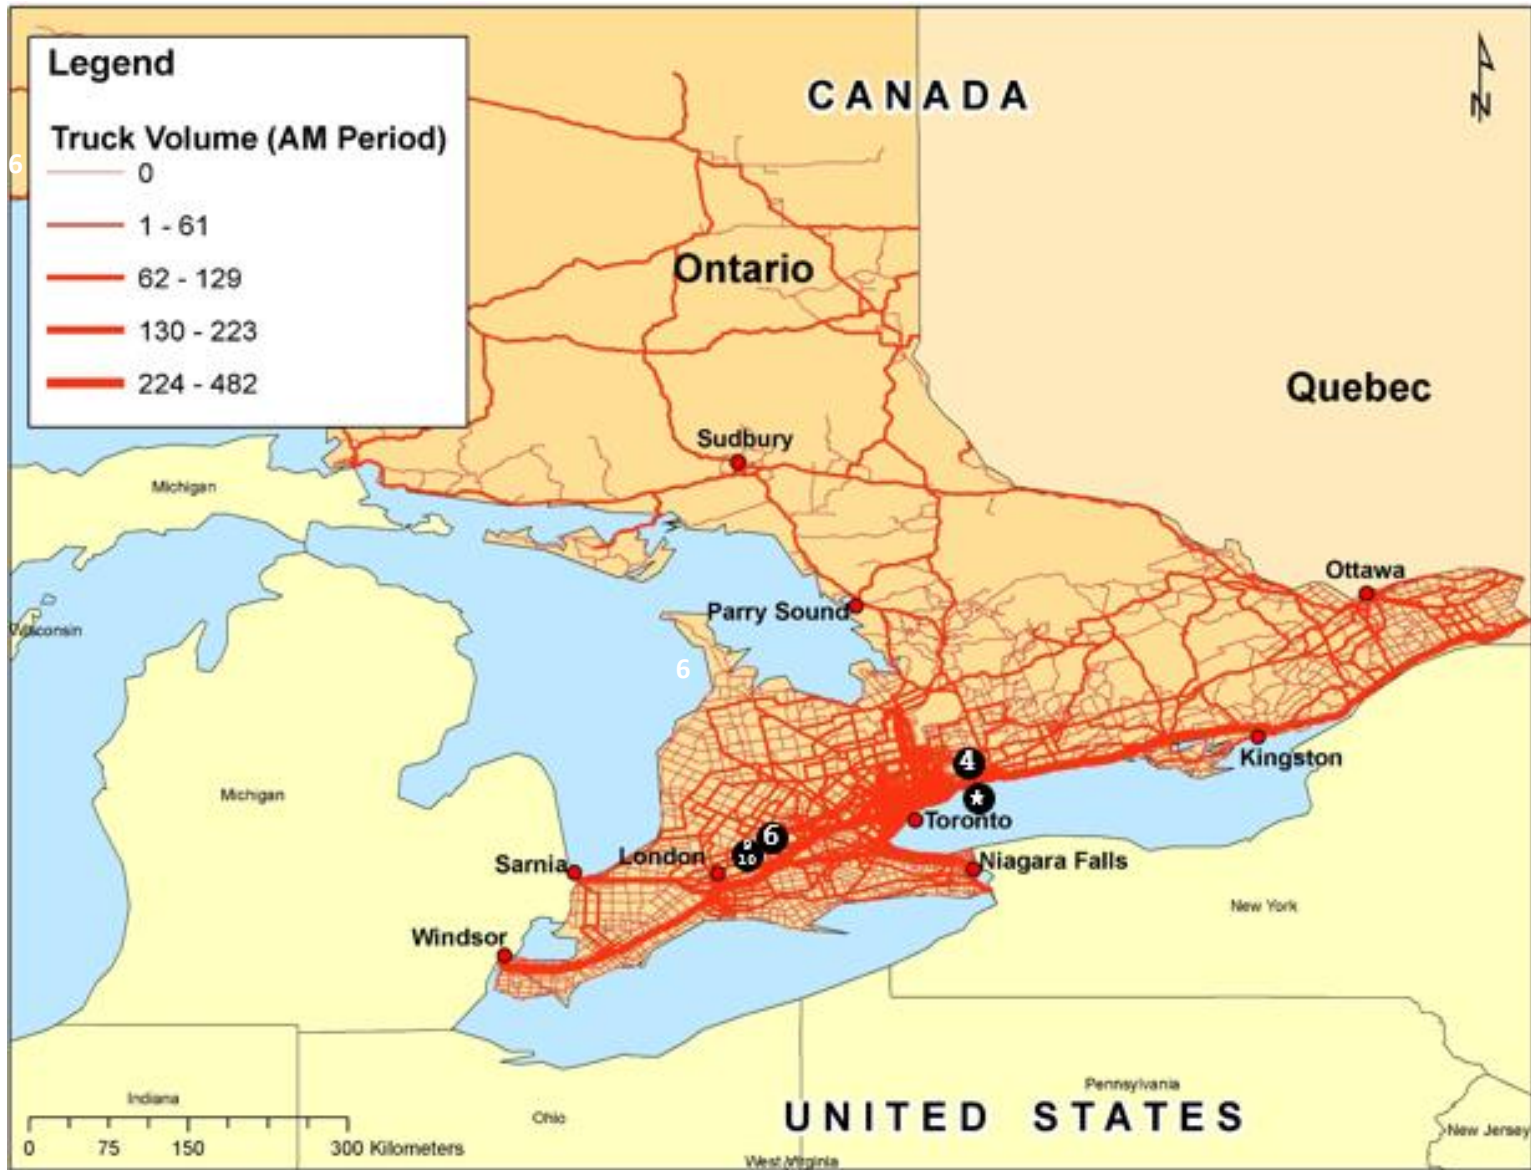 Legend
Truck Volume (AM Period)
0
1 - 61
62 - 129
130 - 223
224 - 482
6
CANADA
N
Ontario
Quebec
Sudbury
Michigan
Ottawa
Parry Sound
Wisconsin
6
Kingston
4
★
Michigan
Toronto
6
9
10
London
Sarnia
Niagara Falls
New York
Windsor
Pennsylvania
Indiana
Ohio
UNITED STATES
New Jersey
0 75 150 300 Kilometers
West Virginia